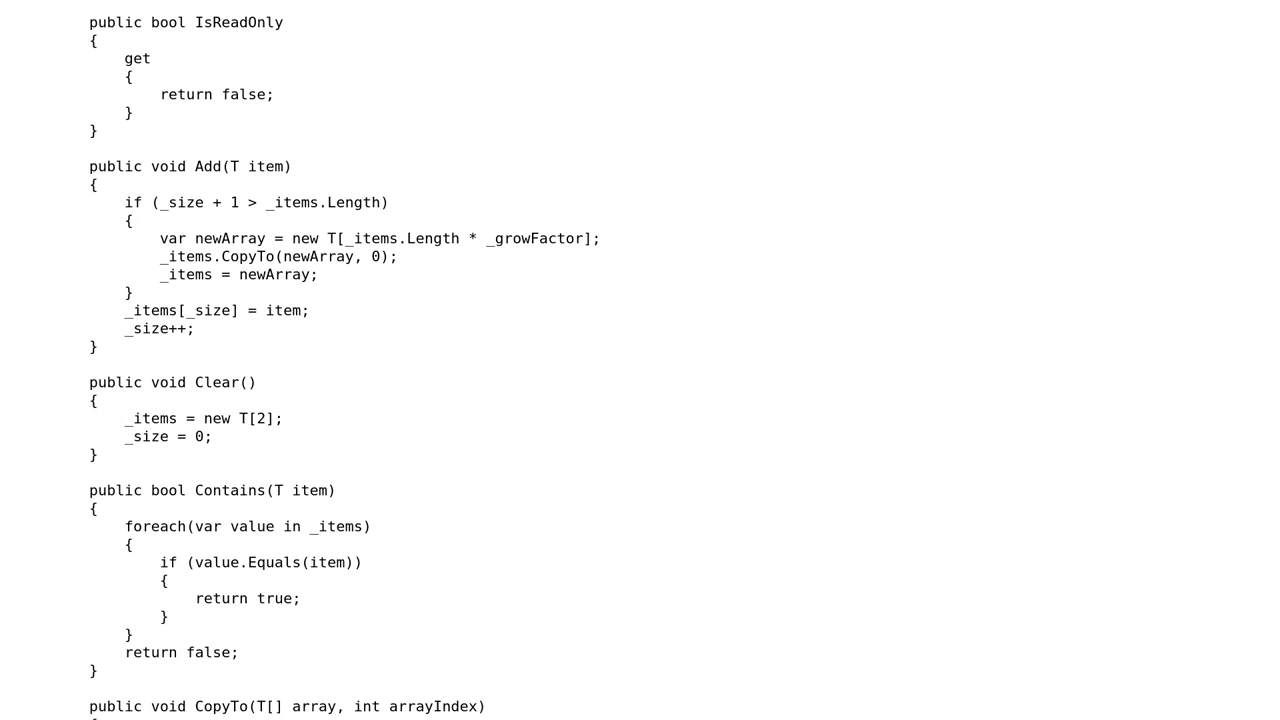 public bool IsReadOnly
{
    get
    {
        return false;
    }
}

public void Add(T item)
{
    if (_size + 1 > _items.Length)
    {
        var newArray = new T[_items.Length * _growFactor];
        _items.CopyTo(newArray, 0);
        _items = newArray;
    }
    _items[_size] = item;
    _size++;
}

public void Clear()
{
    _items = new T[2];
    _size = 0;
}

public bool Contains(T item)
{
    foreach(var value in _items)
    {
        if (value.Equals(item))
        {
            return true;
        }
    }
    return false;
}

public void CopyTo(T[] array, int arrayIndex)
{